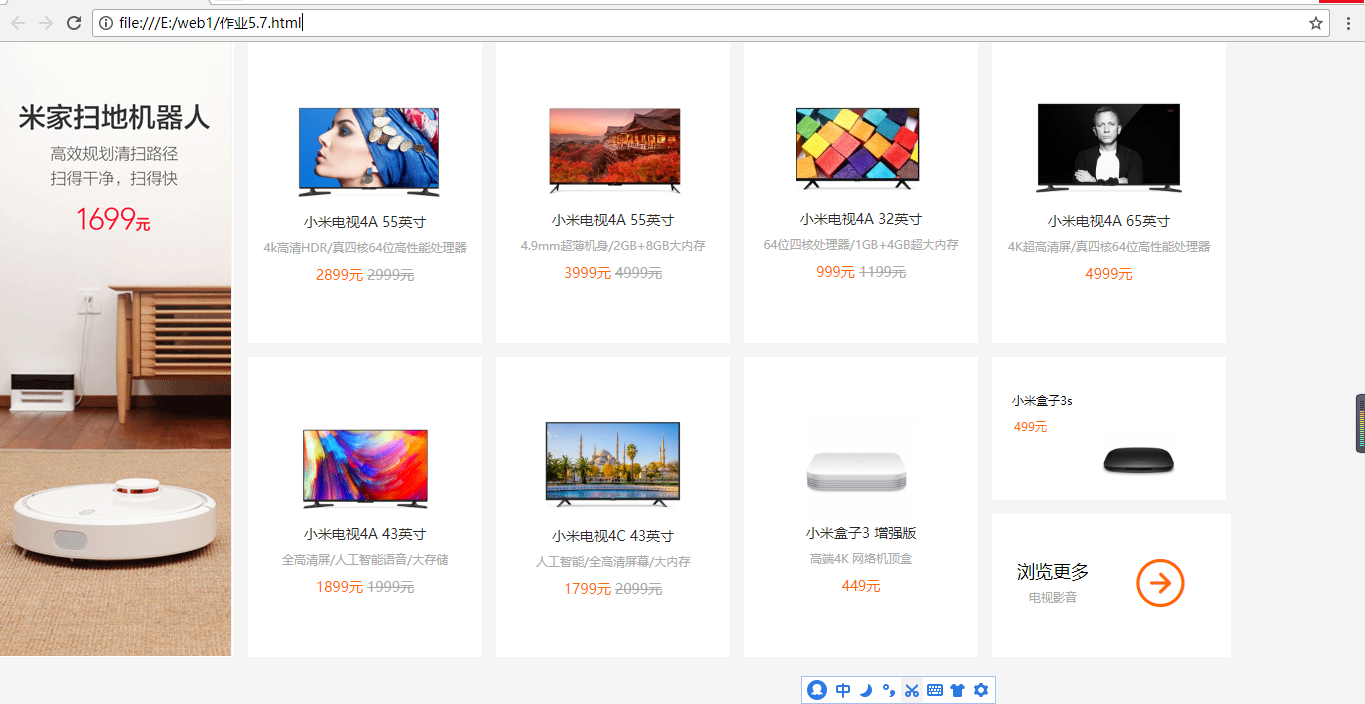 file:///E:/web1/作业5.7.html
米家扫地机器人
高效规划清扫路径
扫得干净，扫得快
1699元
小米电视4A 55英寸
4k高清HDR/真四核64位高性能处理器
2899元 2999元
小米电视4A 55英寸
4.9mm超薄机身/2GB+8GB大内存
3999元 4999元
小米电视4A 32英寸
64位四核处理器/1GB+4GB超大内存
999元 1199元
小米电视4A 65英寸
4K超高清屏/真四核64位高性能处理器
4999元
小米电视4A 43英寸
全高清屏/人工智能语音/大存储
1899元 1999元
小米电视4C 43英寸
人工智能/全高清屏幕/大内存
1799元 2099元
小米盒子3 增强版
高端4K 网络机顶盒
449元
小米盒子3s
499元
浏览更多
电视影音
中